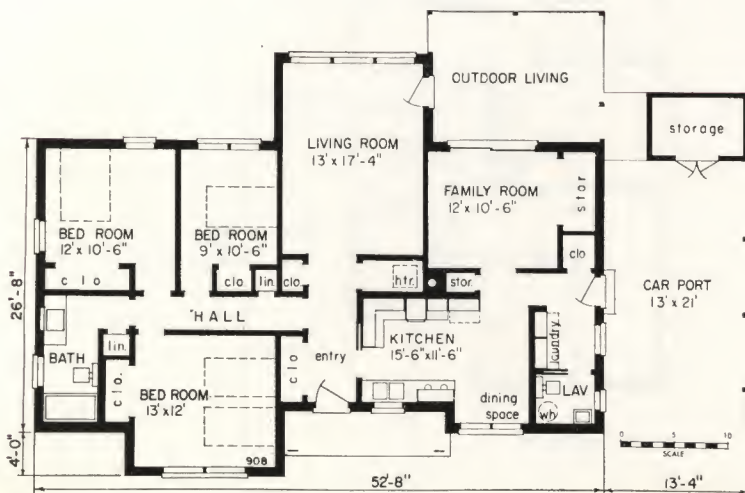 OUTDOOR LIVING
storage
LIVING ROOM
13' x 17'-4"
FAMILY ROOM
12' x 10'-6"
stor
BED ROOM
12' x 10'-6"
BED ROOM
9' x 10'-6"
clo
clo.
lin.
clo.
htr.
stor.
clo
CAR PORT
13' x 21'
26'-8"
HALL
KITCHEN
15'-6" x 11'-6"
laundry
BATH
lin.
clo.
BED ROOM
13' x 12'
clo
entry
dining
space
LAV
wh
908
0 5 10
SCALE
4'-0"
52'-8"
13'-4"